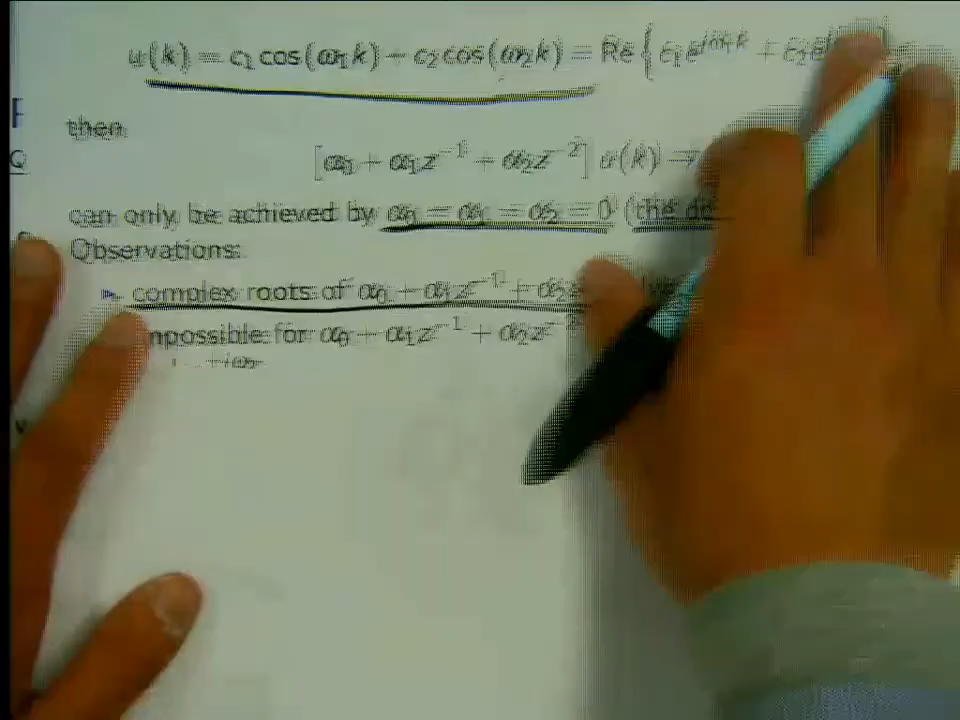 u(k) = c₁ cos(ω₁k) − c₂ cos(ω₂k) = Re { c₁e^{jω₁k} + c₂e
then
[α₀ + α₁z⁻¹ + α₂z⁻²] u(k) →
can only be achieved by α₀ = α₁ = α₂ = 0 (the
Observations:
complex roots of α₀ + α₁z⁻¹ + α₂
for α₀ + α₁z⁻¹ + α₂z